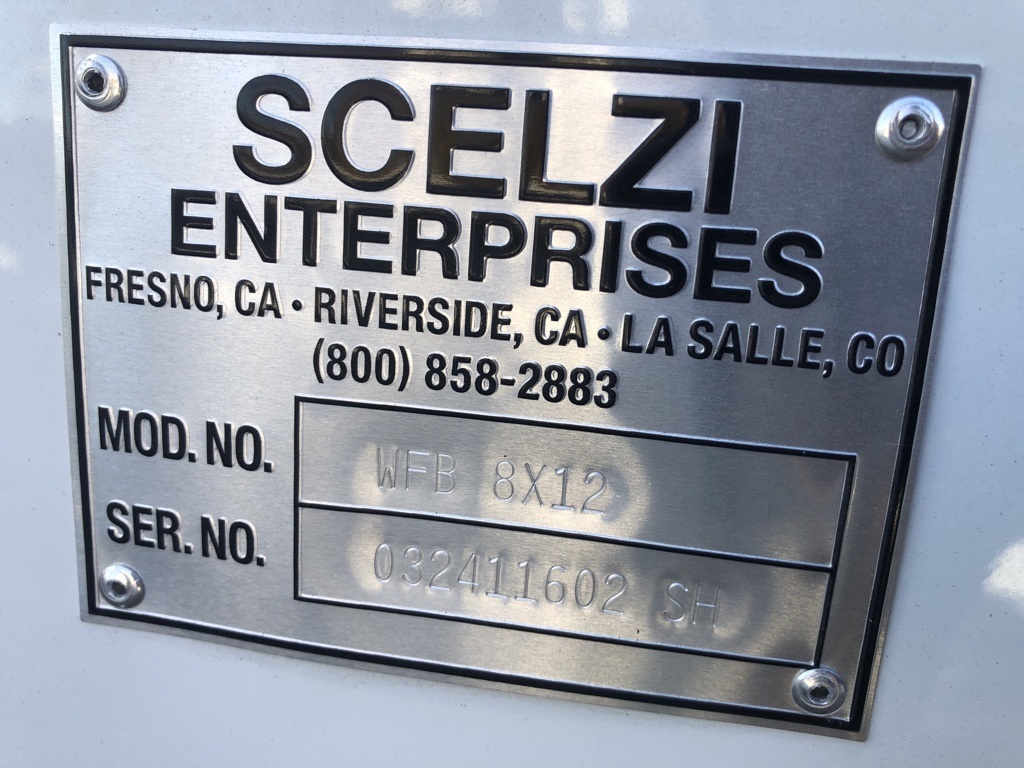 SCELZI
ENTERPRISES
FRESNO, CA • RIVERSIDE, CA • LA SALLE, CO
(800) 858-2883
MOD. NO. WFB 8X12
SER. NO. 032411602 SH